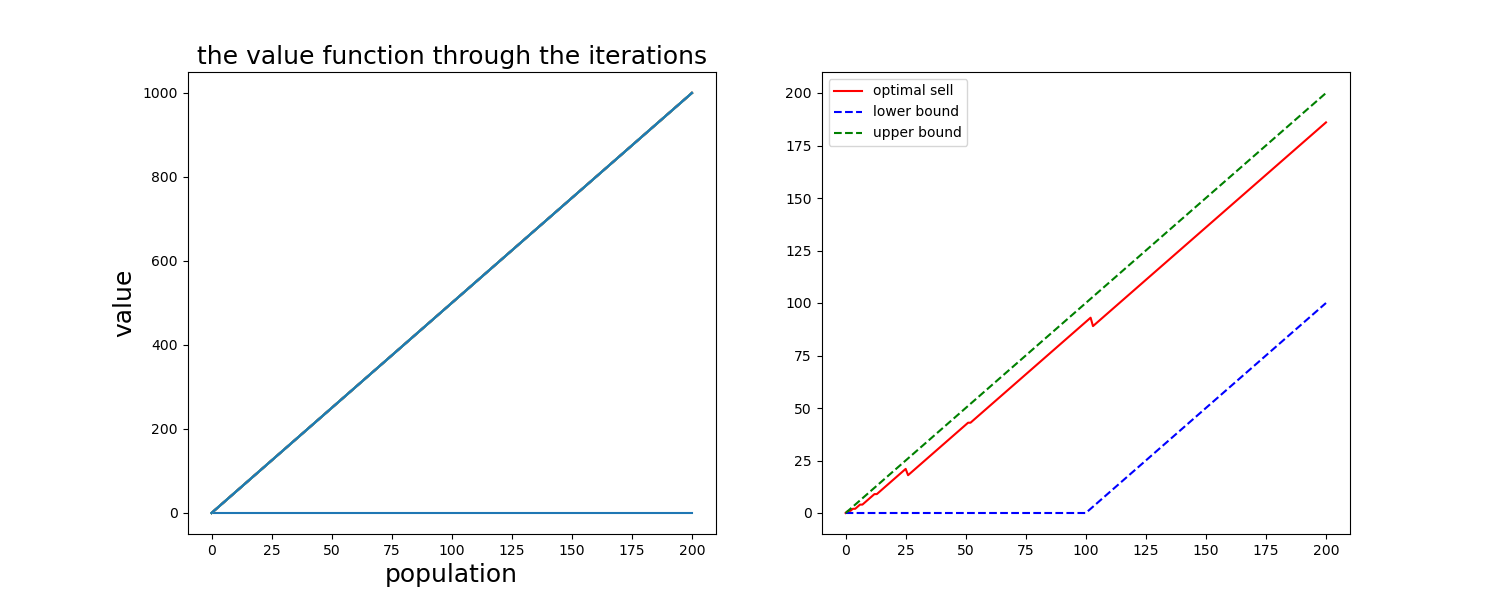 the value function through the iterations
value
1000
800
600
400
200
0
0 25 50 75 100 125 150 175 200
population
optimal sell
lower bound
upper bound
200
175
150
125
100
75
50
25
0
0 25 50 75 100 125 150 175 200